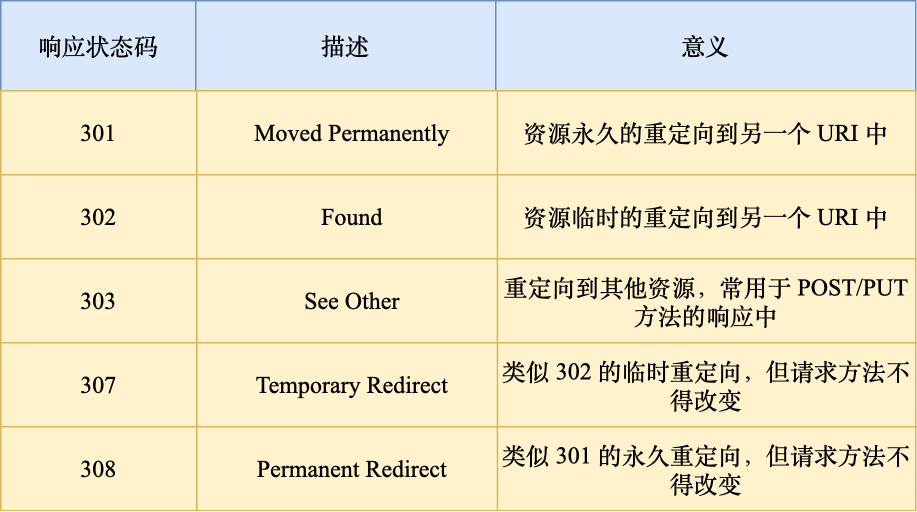 响应状态码 描述 意义
301 Moved Permanently 资源永久的重定向到另一个 URI 中
302 Found 资源临时的重定向到另一个 URI 中
303 See Other 重定向到其他资源，常用于 POST/PUT
方法的响应中
307 Temporary Redirect 类似 302 的临时重定向，但请求方法不
得改变
308 Permanent Redirect 类似 301 的永久重定向，但请求方法不
得改变